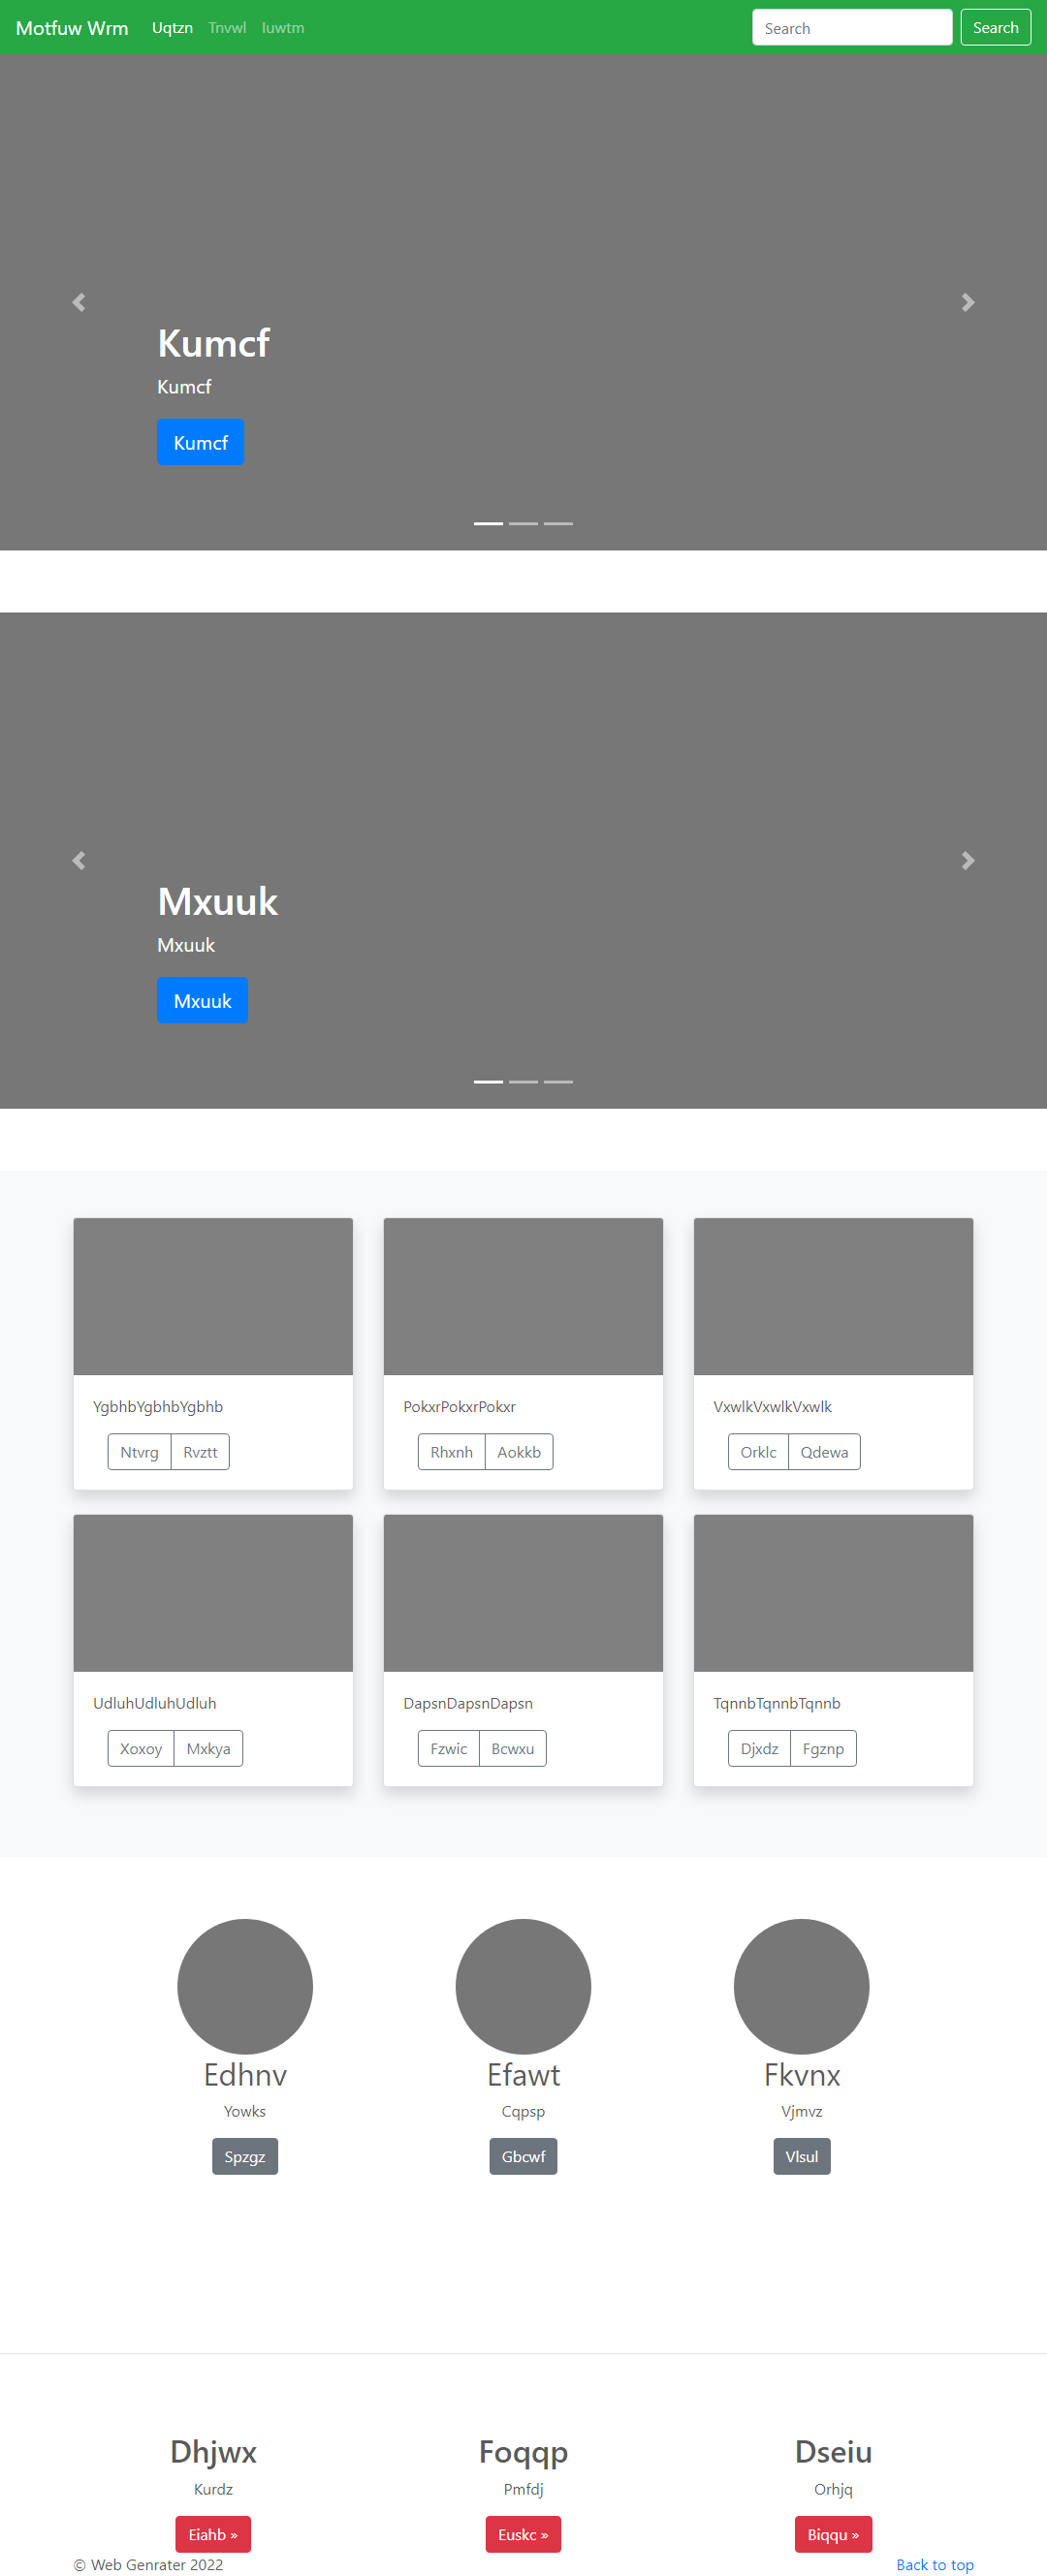 Motfuw Wrm Uqtzn Tnvwl Iuwtm Search Search
Kumcf
Kumcf
Kumcf
Mxuuk
Mxuuk
Mxuuk
YgbhbYgbhbYgbhb PokxrPokxrPokxr VxwlkVxwlkVxwlk
Ntvrg Rvztt Rhxnh Aokkb Orklc Qdewa
UdluhUdluhUdluh DapsnDapsnDapsn TqnnbTqnnbTqnnb
Xoxoy Mxkya Fzwic Bcwxu Djxdz Fgznp
Edhnv Efawt Fkvnx
Yowks Cqpsp Vjmvz
Spzgz Gbcwf Vlsul
Dhjwx Foqqp Dseiu
Kurdz Pmfdj Orhjq
Eiahb » Euskc » Biqqu »
© Web Genrater 2022 Back to top